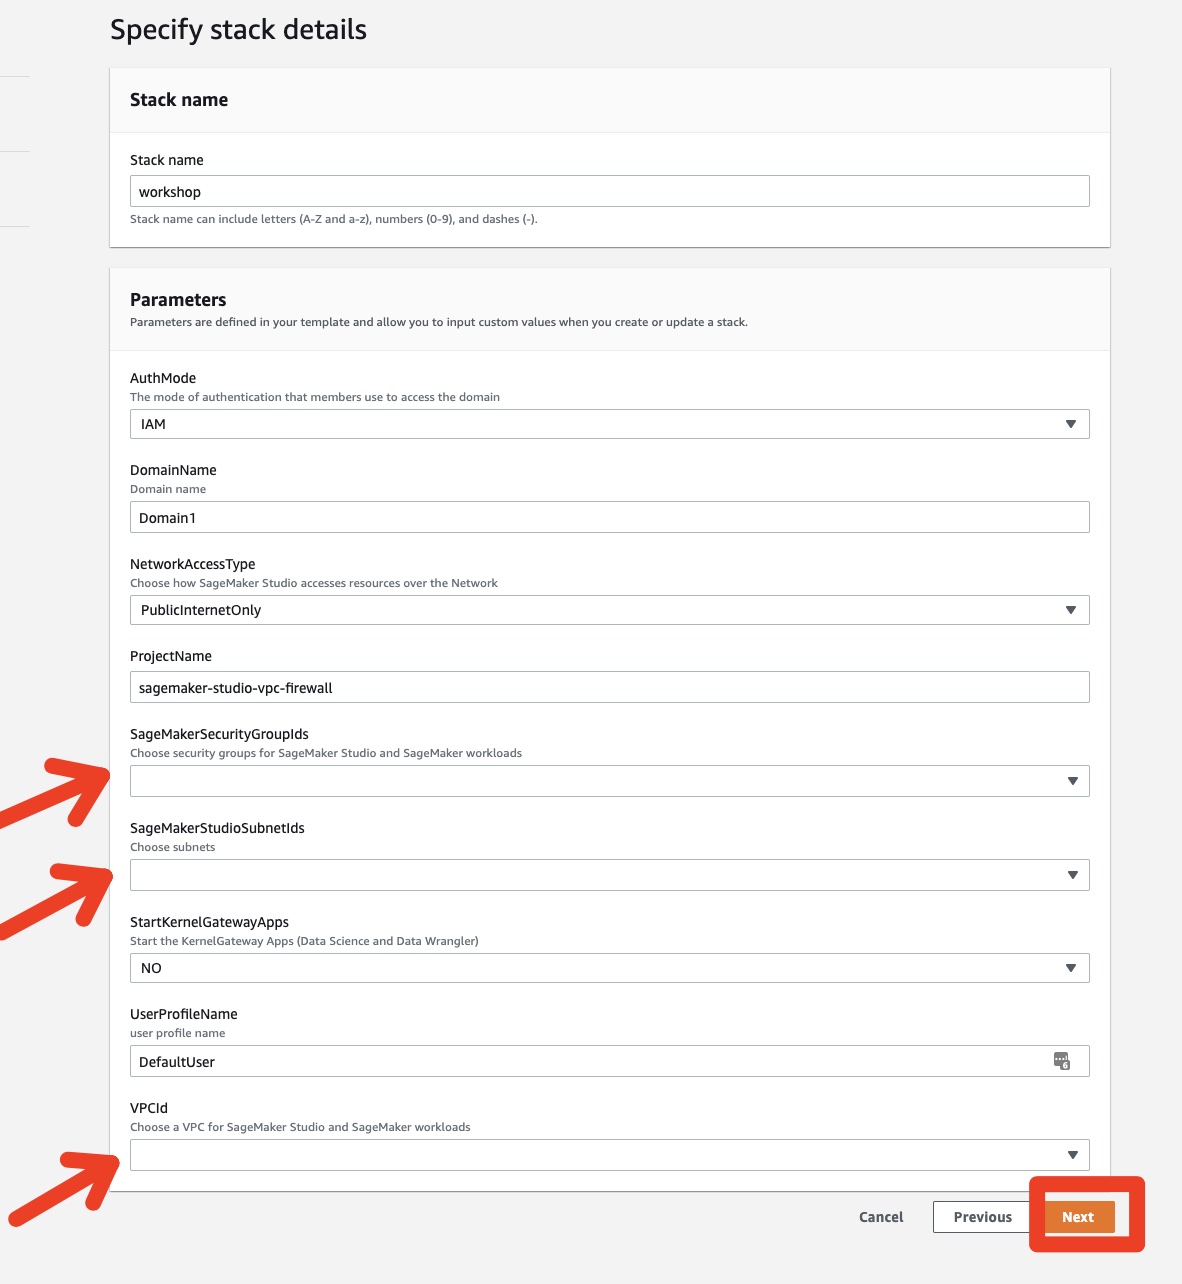 Specify stack details
Stack name
Stack name
workshop
Stack name can include letters (A-Z and a-z), numbers (0-9), and dashes (-).
Parameters
Parameters are defined in your template and allow you to input custom values when you create or update a stack.
AuthMode
The mode of authentication that members use to access the domain
IAM
DomainName
Domain name
Domain1
NetworkAccessType
Choose how SageMaker Studio accesses resources over the Network
PublicInternetOnly
ProjectName
sagemaker-studio-vpc-firewall
SageMakerSecurityGroupIds
Choose security groups for SageMaker Studio and SageMaker workloads
SageMakerStudioSubnetIds
Choose subnets
StartKernelGatewayApps
Start the KernelGateway Apps (Data Science and Data Wrangler)
NO
UserProfileName
user profile name
DefaultUser
VPCId
Choose a VPC for SageMaker Studio and SageMaker workloads
Cancel Previous Next